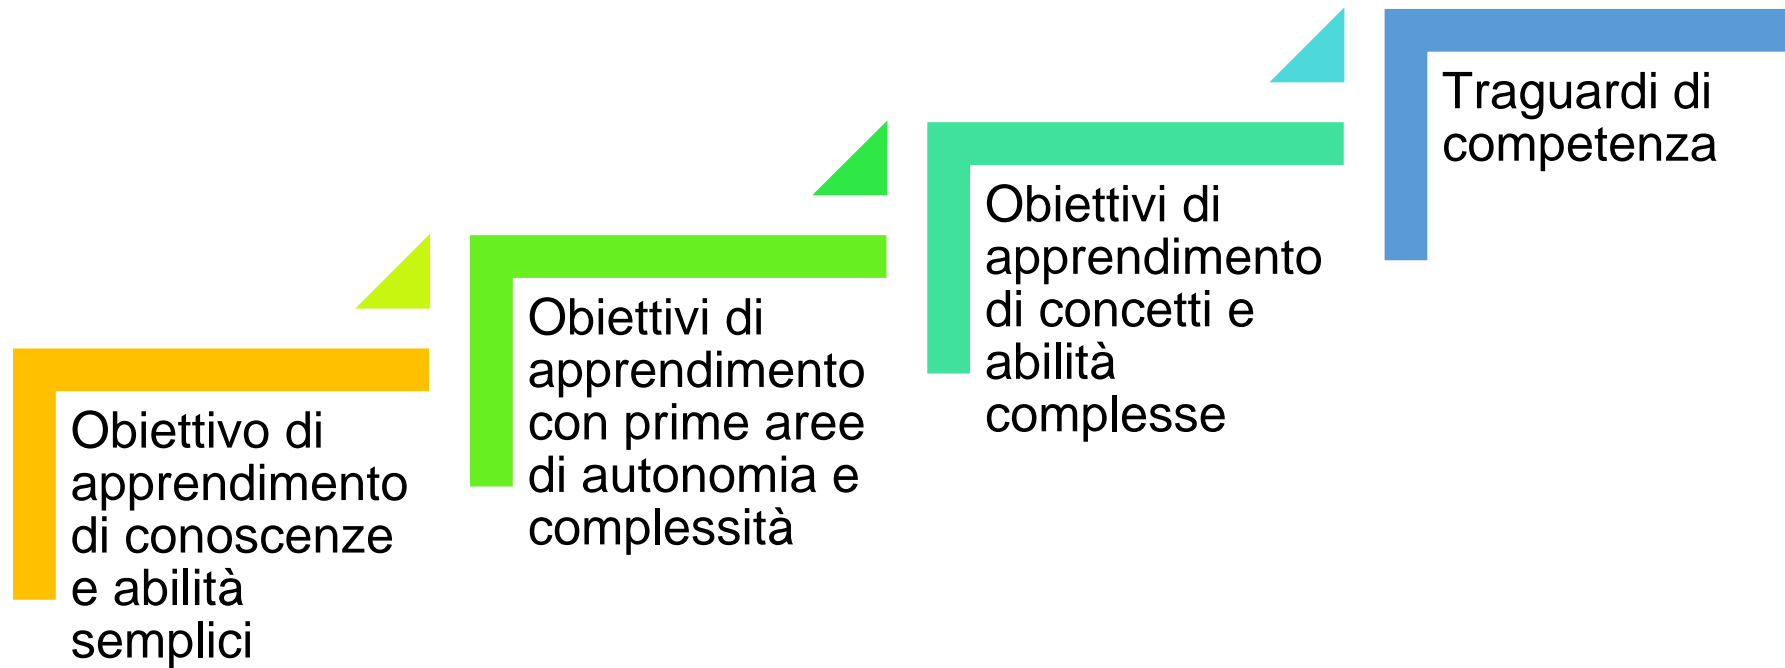 Obiettivo di
apprendimento
di conoscenze
e abilità
semplici
Obiettivi di
apprendimento
con prime aree
di autonomia e
complessità
Obiettivi di
apprendimento
di concetti e
abilità
complesse
Traguardi di
competenza